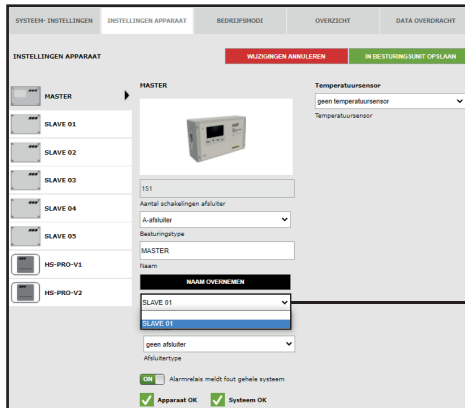 SYSTEEM- INSTELLINGEN
INSTELLINGEN APPARAAT
BEDRIJFSMODI
OVERZICHT
DATA OVERDRACHT
INSTELLINGEN APPARAAT
WIJZIGINGEN ANNULEREN
IN BESTURINGSUNIT OPSLAAN
MASTER
SLAVE 01
SLAVE 02
SLAVE 03
SLAVE 04
SLAVE 05
HS-PRO-V1
HS-PRO-V2
MASTER
151
Aantal schakelingen afsluiter
A-afsluiter
Besturingstype
MASTER
Naam
NAAM OVERNEMEN
SLAVE 01
SLAVE 01
geen afsluiter
Afsluitertype
ON Alarmrelais meldt fout gehele systeem
Apparaat OK Systeem OK
Temperatuursensor
geen temperatuursensor
Temperatuursensor